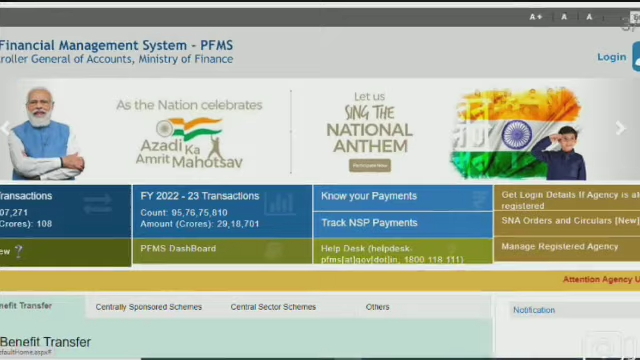 A+ A A
Financial Management System - PFMS
roller General of Accounts, Ministry of Finance
Login
As the Nation celebrates
Azadi Ka
Amrit Mahotsav
Let us
SING THE
NATIONAL
ANTHEM
Participate Now
Transactions
07,271
(Crores): 108
ew ?
FY 2022 - 23 Transactions
Count: 95,76,75,810
Amount (Crores): 29,18,701
PFMS DashBoard
Know your Payments
Track NSP Payments
Help Desk (helpdesk-
pfms[at]gov[dot]in, 1800 118 111)
Get Login Details If Agency is al
registered
SNA Orders and Circulars [New]
Manage Registered Agency
Attention Agency U
nefit Transfer
Centrally Sponsored Schemes
Central Sector Schemes
Others
Notification
Benefit Transfer
efaultHome.aspx#